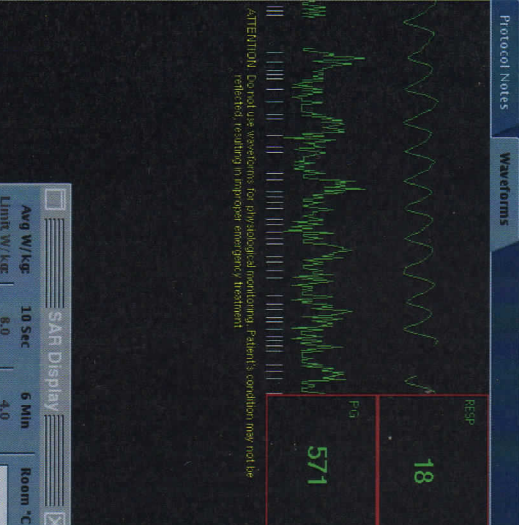 Protocol Notes
Waveforms
RESP
18
PG
571
ATTENTION: Do not use waveforms for physiological monitoring. Patient's condition may not be
reflected, resulting in improper emergency treatment
SAR Display
Avg W/kg: 10 Sec 6 Min Room °C
Limit W/kg 8.0 4.0